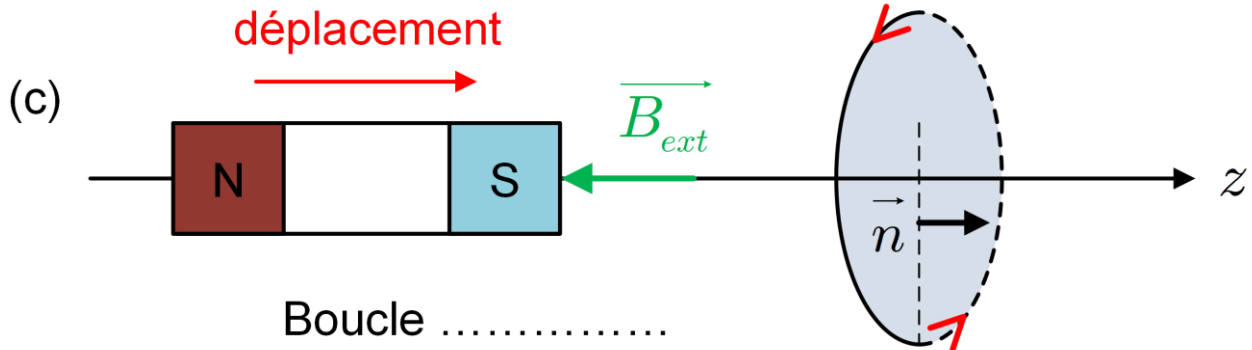 déplacement
(c)
N
S
B_ext
z
n
Boucle ................